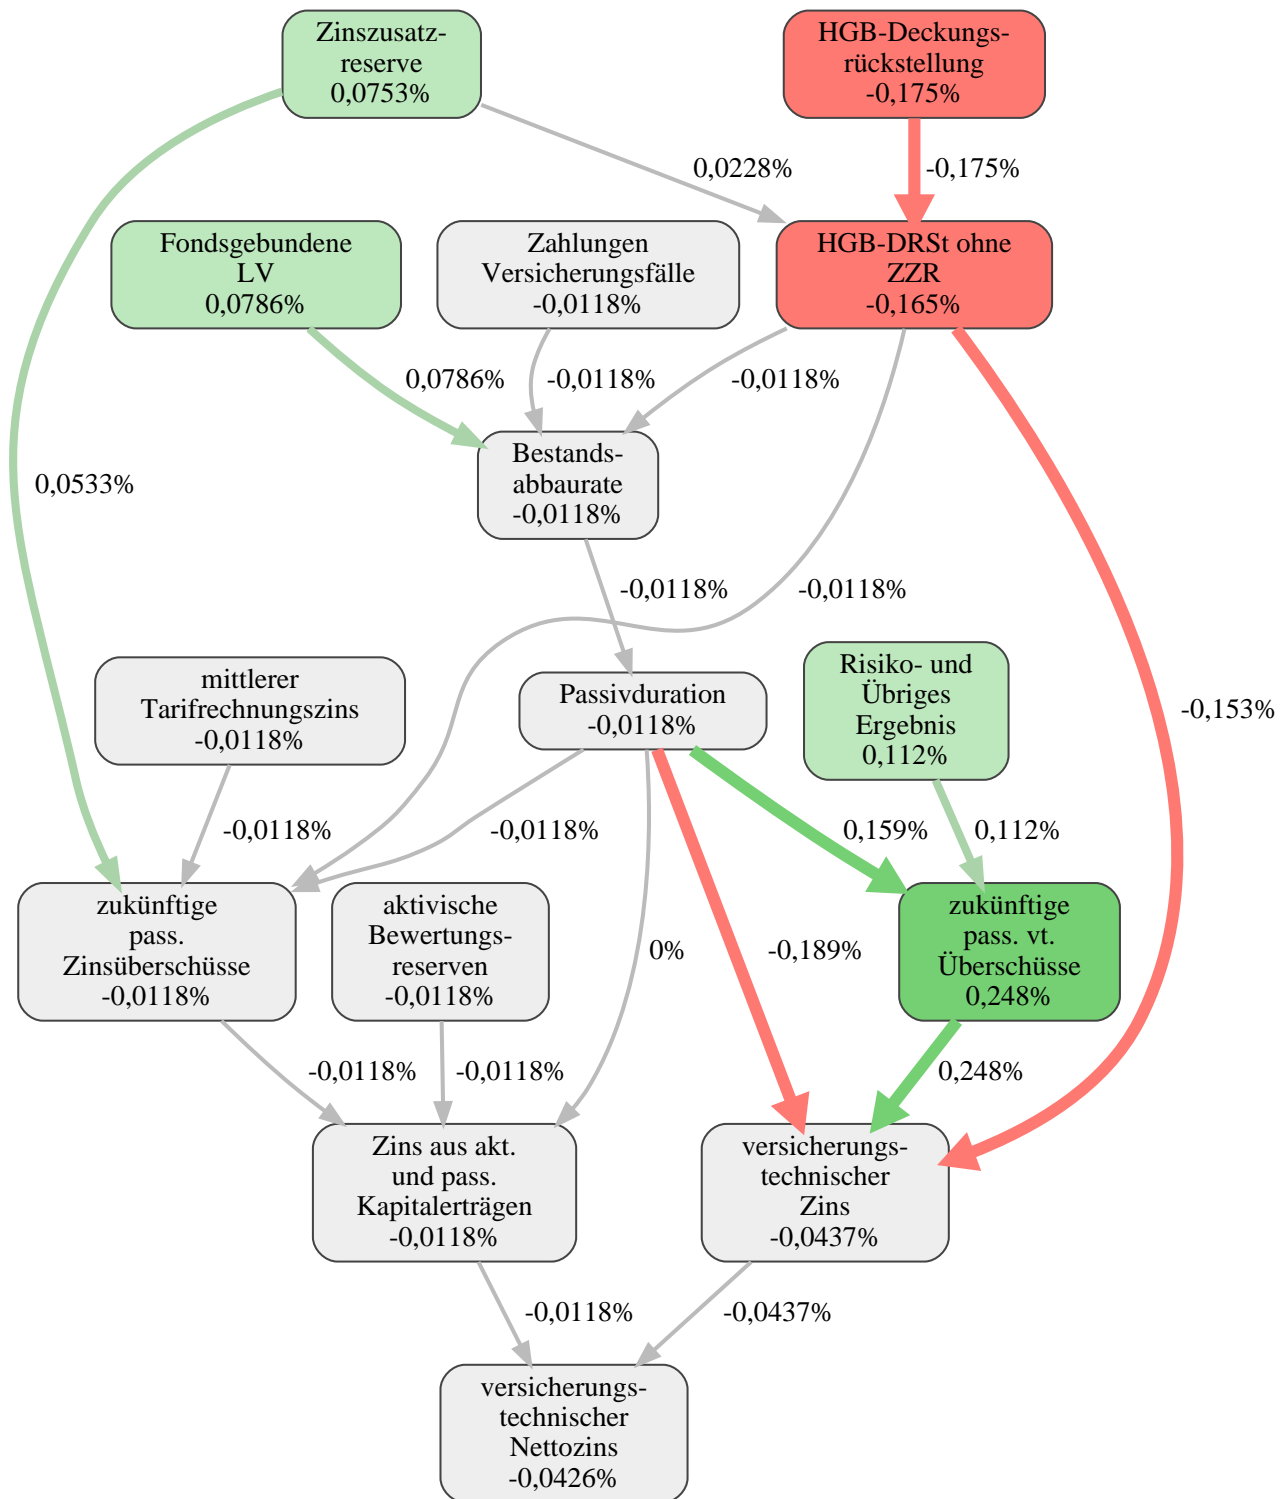 Zinszusatz-
reserve
0,0753%
HGB-Deckungs-
rückstellung
-0,175%
0,0228%
-0,175%
Fondsgebundene
LV
0,0786%
Zahlungen
Versicherungsfälle
-0,0118%
HGB-DRSt ohne
ZZR
-0,165%
0,0786%
-0,0118%
-0,0118%
Bestands-
abbaurate
-0,0118%
0,0533%
-0,0118%
-0,0118%
mittlerer
Tarifrechnungszins
-0,0118%
Passivduration
-0,0118%
Risiko- und
Übriges
Ergebnis
0,112%
-0,153%
-0,0118%
-0,0118%
0,159%
0,112%
zukünftige
pass.
Zinsüberschüsse
-0,0118%
aktivische
Bewertungs-
reserven
-0,0118%
0%
-0,189%
zukünftige
pass. vt.
Überschüsse
0,248%
-0,0118%
-0,0118%
0,248%
Zins aus akt.
und pass.
Kapitalerträgen
-0,0118%
versicherungs-
technischer
Zins
-0,0437%
-0,0118%
-0,0437%
versicherungs-
technischer
Nettozins
-0,0426%